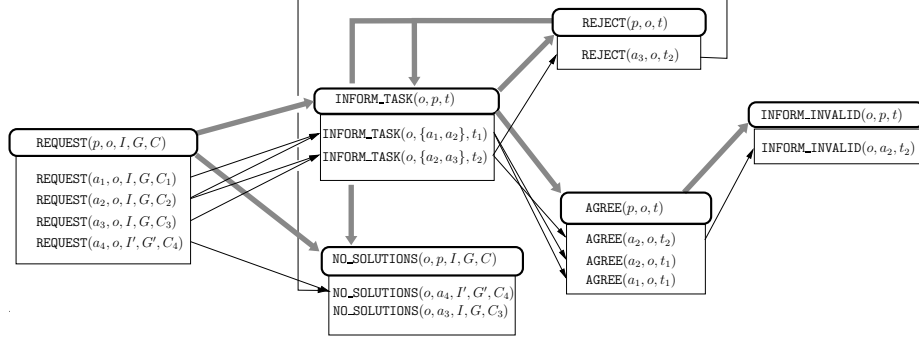 REJECT(p, o, t)
REJECT(a₃, o, t₂)
INFORM_TASK(o, p, t)
INFORM_TASK(o, {a₁, a₂}, t₁)
INFORM_TASK(o, {a₂, a₃}, t₂)
INFORM_INVALID(o, p, t)
INFORM_INVALID(o, a₂, t₂)
REQUEST(p, o, I, G, C)
REQUEST(a₁, o, I, G, C₁)
REQUEST(a₂, o, I, G, C₂)
REQUEST(a₃, o, I, G, C₃)
REQUEST(a₄, o, I′, G′, C₄)
AGREE(p, o, t)
AGREE(a₂, o, t₂)
AGREE(a₂, o, t₁)
AGREE(a₁, o, t₁)
NO_SOLUTIONS(o, p, I, G, C)
NO_SOLUTIONS(o, a₄, I′, G′, C₄)
NO_SOLUTIONS(o, a₃, I, G, C₃)